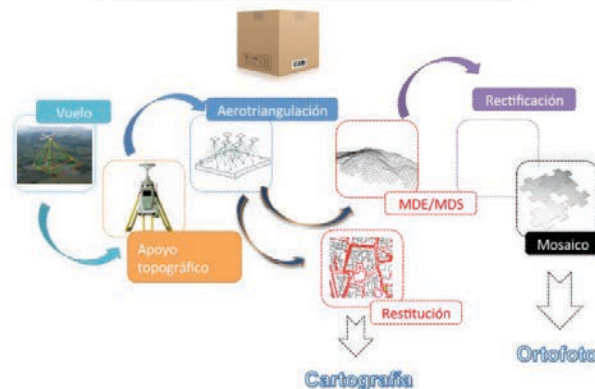 Vuelo
Aerotriangulación
Rectificación
Apoyo
topográfico
MDE/MDS
Mosaico
Restitución
Ortofoto
Cartografía